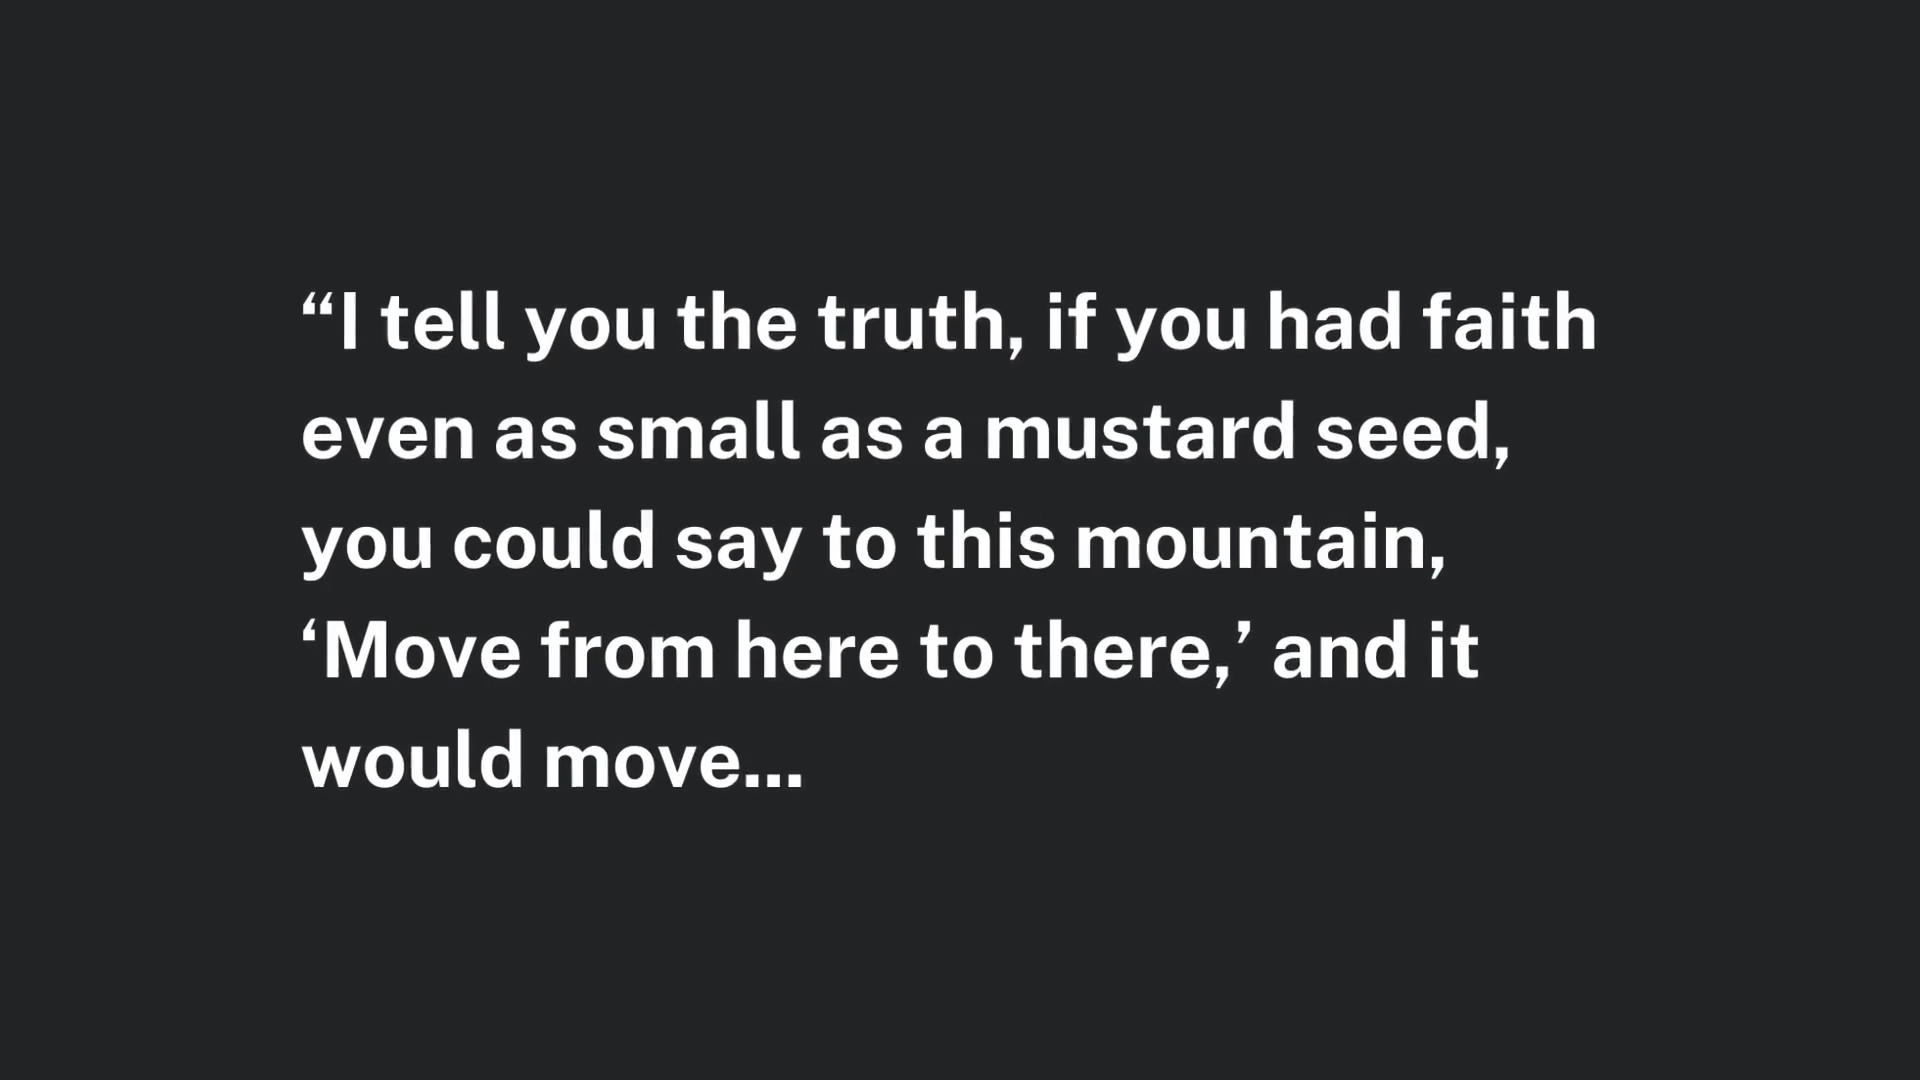 “I tell you the truth, if you had faith
even as small as a mustard seed,
you could say to this mountain,
‘Move from here to there,’ and it
would move...